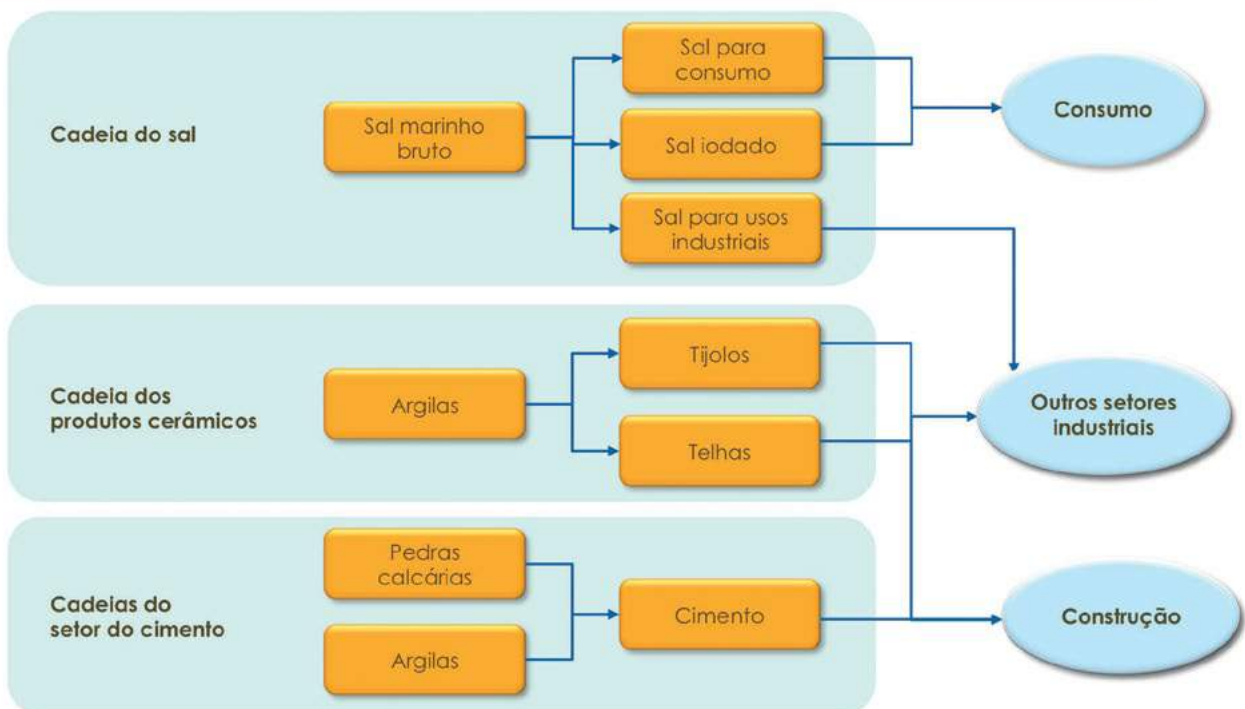 Cadeia do sal
Sal marinho
bruto
Sal para
consumo
Sal iodado
Sal para usos
industriais
Consumo
Cadeia dos
produtos cerâmicos
Argilas
Tijolos
Telhas
Outros setores
industriais
Cadeias do
setor do cimento
Pedras
calcárias
Argilas
Cimento
Construção